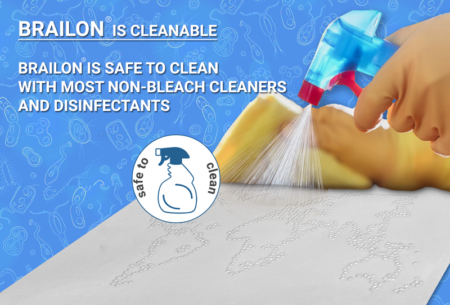 BRAILON® IS CLEANABLE
BRAILON IS SAFE TO CLEAN
WITH MOST NON-BLEACH CLEANERS
AND DISINFECTANTS
safe to clean